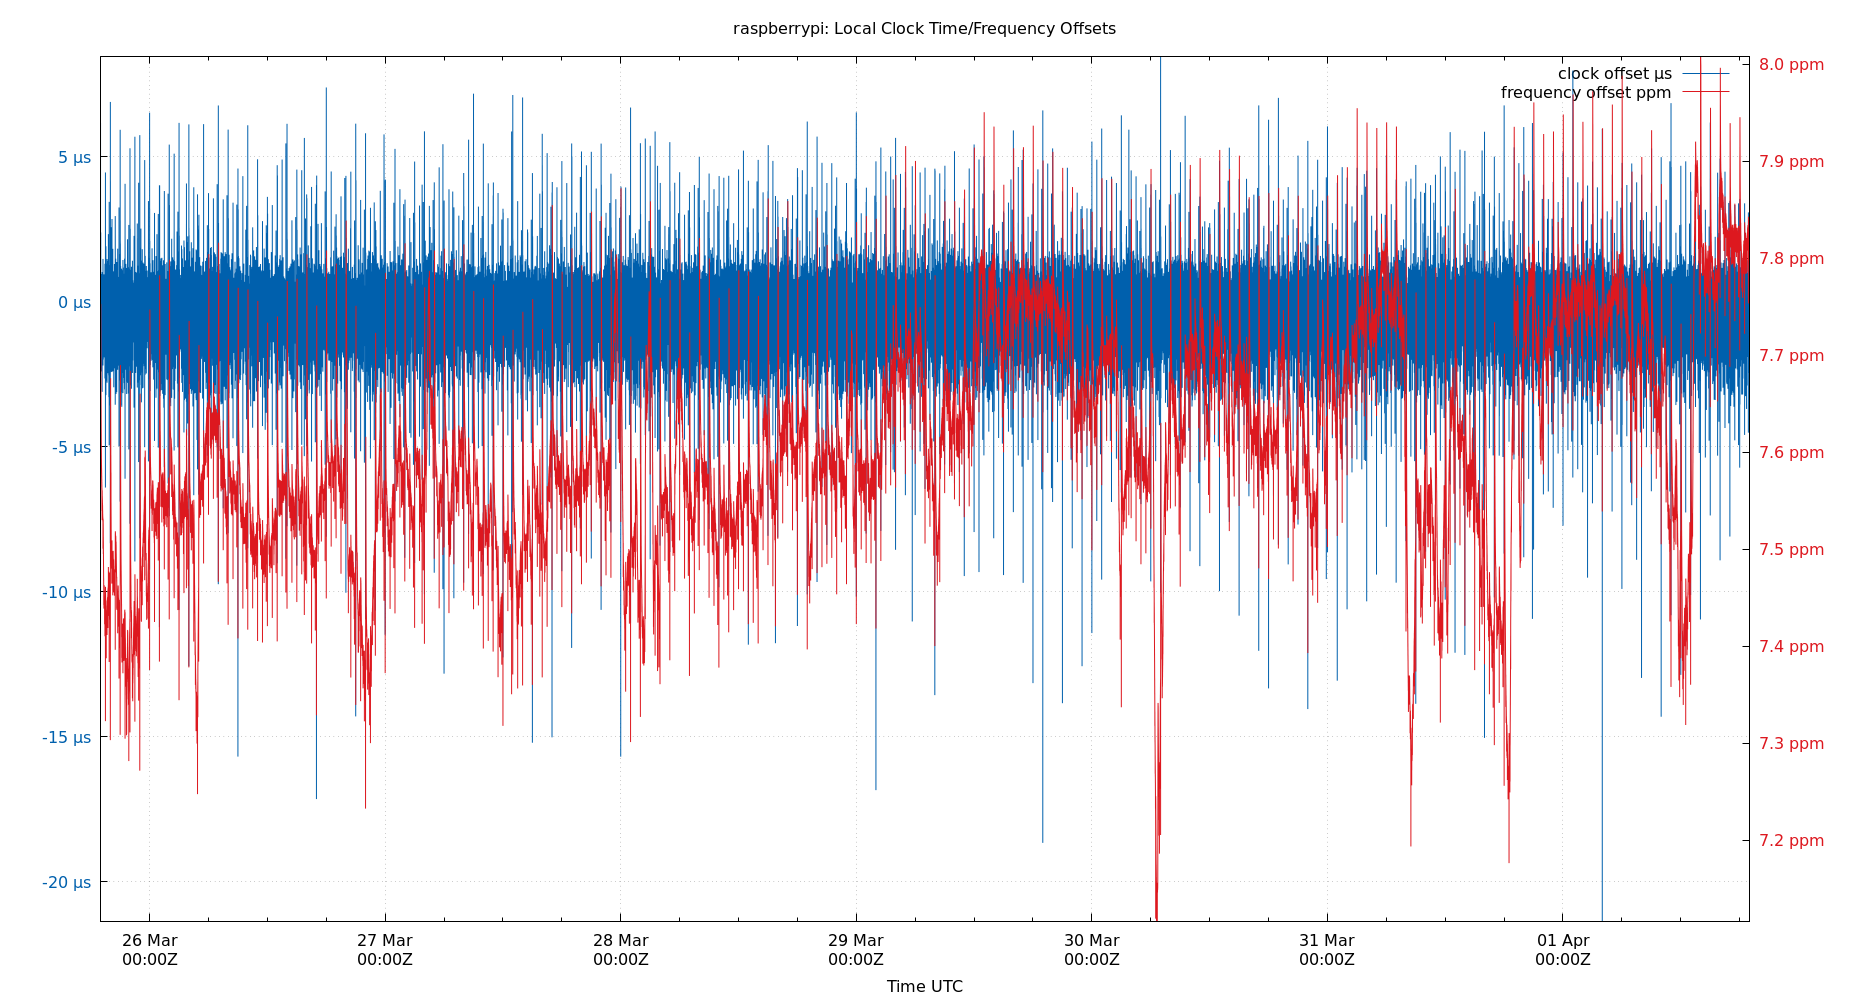 raspberrypi: Local Clock Time/Frequency Offsets
clock offset µs
frequency offset ppm
5 µs
0 µs
-5 µs
-10 µs
-15 µs
-20 µs
8.0 ppm
7.9 ppm
7.8 ppm
7.7 ppm
7.6 ppm
7.5 ppm
7.4 ppm
7.3 ppm
7.2 ppm
26 Mar 27 Mar 28 Mar 29 Mar 30 Mar 31 Mar 01 Apr
00:00Z 00:00Z 00:00Z 00:00Z 00:00Z 00:00Z 00:00Z
Time UTC